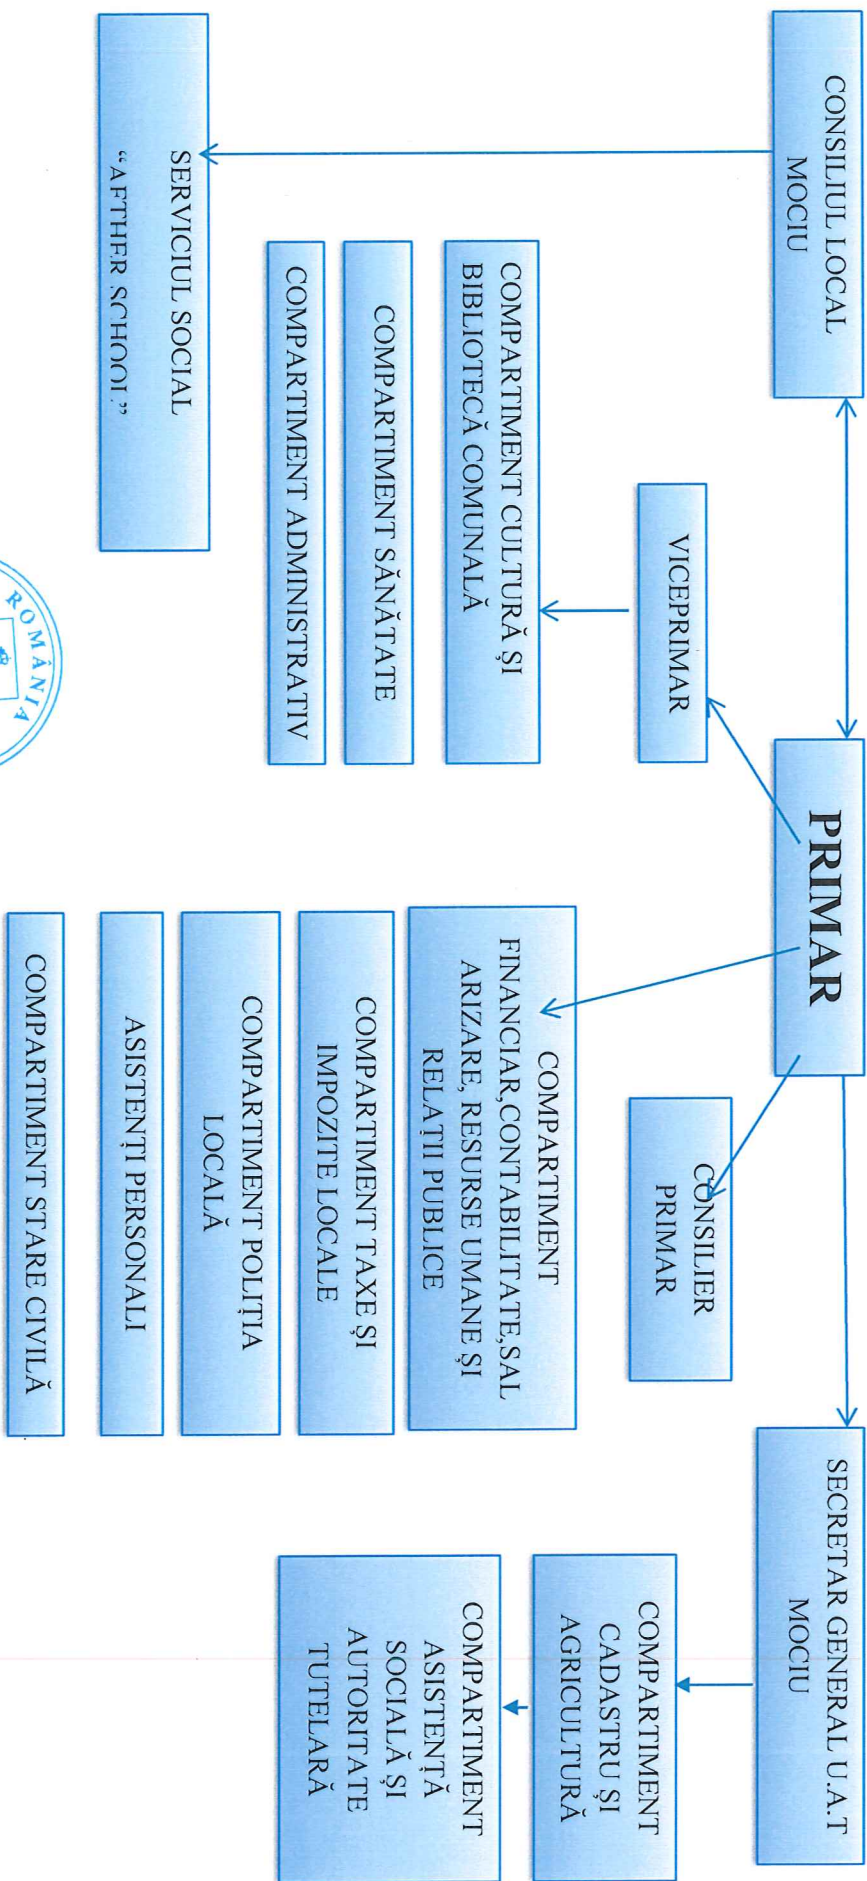 CONSILIUL LOCAL
MOCIU
PRIMAR
SECRETAR GENERAL U.A.T
MOCIU
VICEPRIMAR
CONSILIER
PRIMAR
COMPARTIMENT CULTURĂ ȘI
BIBLIOTECĂ COMUNALĂ
COMPARTIMENT SĂNĂTATE
COMPARTIMENT ADMINISTRATIV
SERVICIUL SOCIAL
“AFTHER SCHOOL”
COMPARTIMENT
FINANCIAR,CONTABILITATE,SAL
ARIZARE, RESURSE UMANE ȘI
RELAȚII PUBLICE
COMPARTIMENT TAXE ȘI
IMPOZITE LOCALE
COMPARTIMENT POLIȚIA
LOCALĂ
ASISTENȚI PERSONALI
COMPARTIMENT STARE CIVILĂ
COMPARTIMENT
CADASTRU ȘI
AGRICULTURĂ
COMPARTIMENT
ASISTENȚĂ
SOCIALĂ ȘI
AUTORITATE
TUTELARĂ
ROMÂNIA